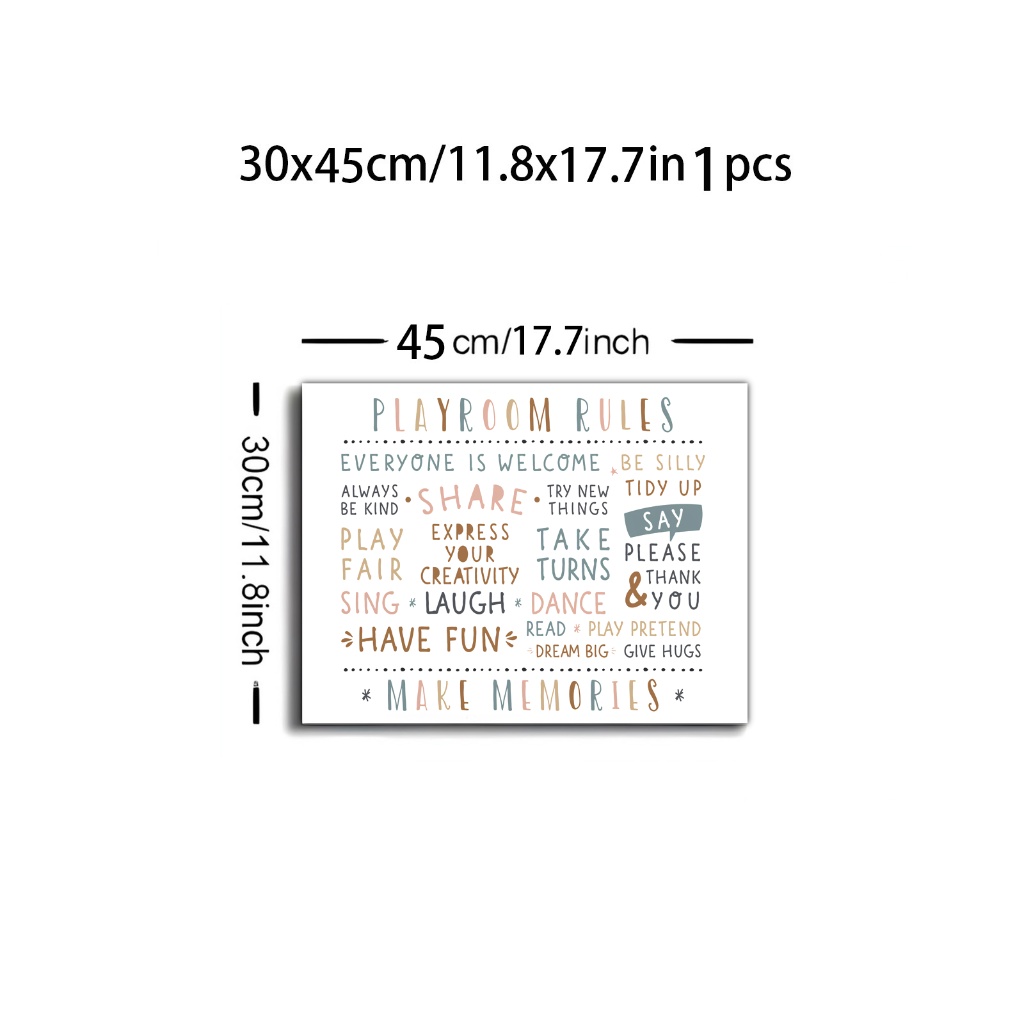 30x45cm/11.8x17.7in 1 pcs
45 cm/17.7inch
30cm/11.8inch
PLAYROOM RULES
EVERYONE IS WELCOME
BE SILLY
ALWAYS
BE KIND
SHARE
TRY NEW
THINGS
TIDY UP
PLAY
FAIR
EXPRESS
YOUR
CREATIVITY
TAKE
TURNS
SAY
PLEASE
& THANK
YOU
SING * LAUGH * DANCE
HAVE FUN
READ * PLAY PRETEND
DREAM BIG
GIVE HUGS
* MAKE MEMORIES *